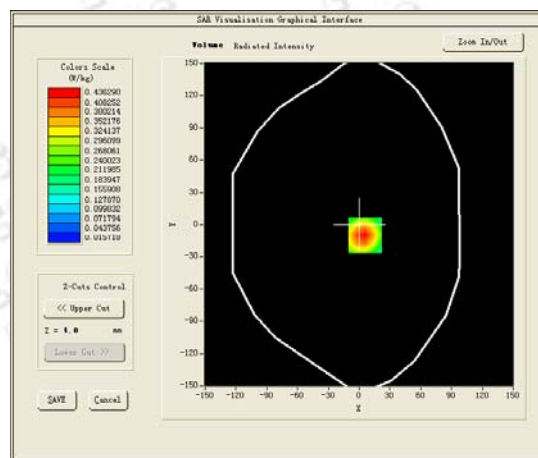 SAR Visualisation Graphical Interface
Volume Radiated Intensity
Zoom In/Out
Colors Scale
(W/kg)
0.436290
0.408252
0.380214
0.352176
0.324137
0.296099
0.268061
0.240023
0.211985
0.183947
0.155908
0.127870
0.099832
0.071794
0.043756
0.015718
Z-Cuts Control
<< Upper Cut
Z = 4.0 mm
Lower Cut >>
SAVE
Cancel
150
120
90
60
30
0
-30
-60
-90
-120
-150
Y
-150 -120 -90 -60 -30 0 30 60 90 120 150
X